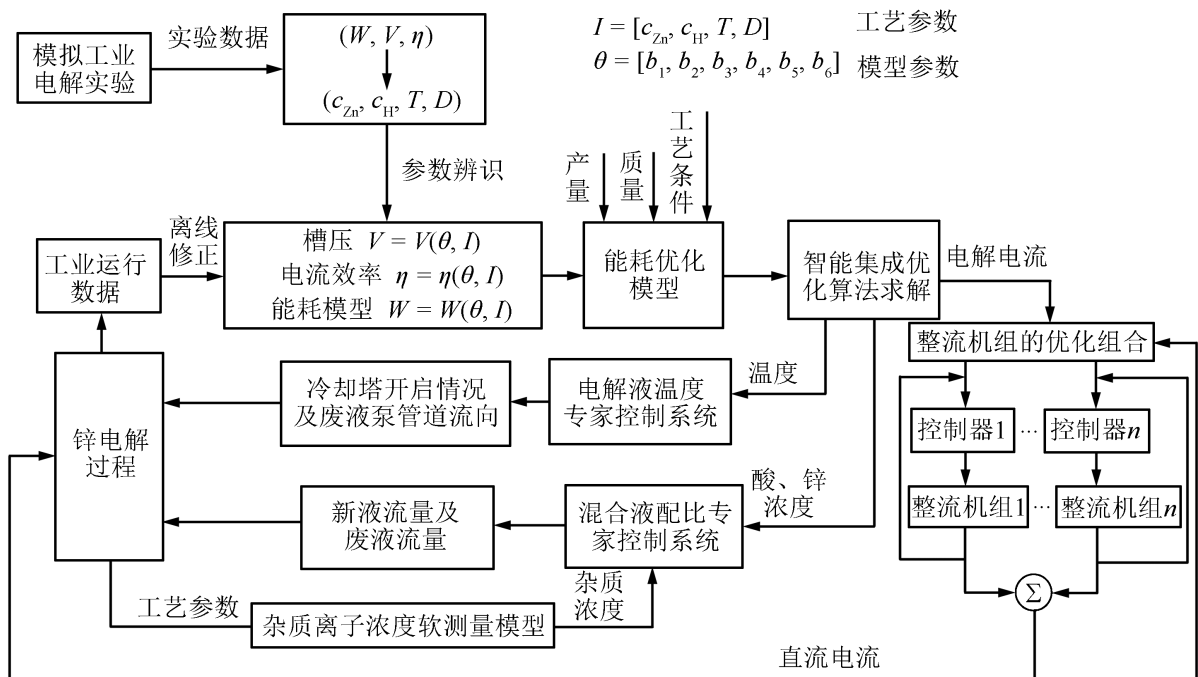 模拟工业
电解实验
实验数据
(W, V, η)
(c_Zn, c_H, T, D)
I = [c_Zn, c_H, T, D] 工艺参数
θ = [b_1, b_2, b_3, b_4, b_5, b_6] 模型参数
参数辨识
产量
质量
工艺条件
工业运行
数据
离线
修正
槽压 V = V(θ, I)
电流效率 η = η(θ, I)
能耗模型 W = W(θ, I)
能耗优化
模型
智能集成优
化算法求解
电解电流
整流机组的优化组合
控制器1 ··· 控制器n
整流机组1 ··· 整流机组n
Σ
温度
电解液温度
专家控制系统
冷却塔开启情况
及废液泵管道流向
锌电解
过程
酸、锌
浓度
混合液配比专
家控制系统
新液流量及
废液流量
杂质
浓度
工艺参数
杂质离子浓度软测量模型
直流电流